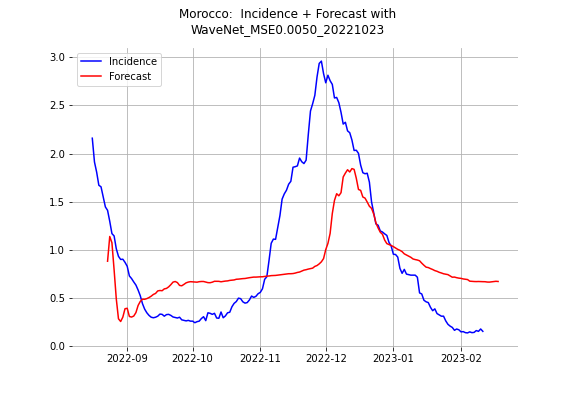 Morocco:  Incidence + Forecast with
WaveNet_MSE0.0050_20221023
3.0
2.5
2.0
1.5
1.0
0.5
0.0
Incidence
Forecast
2022-09 2022-10 2022-11 2022-12 2023-01 2023-02